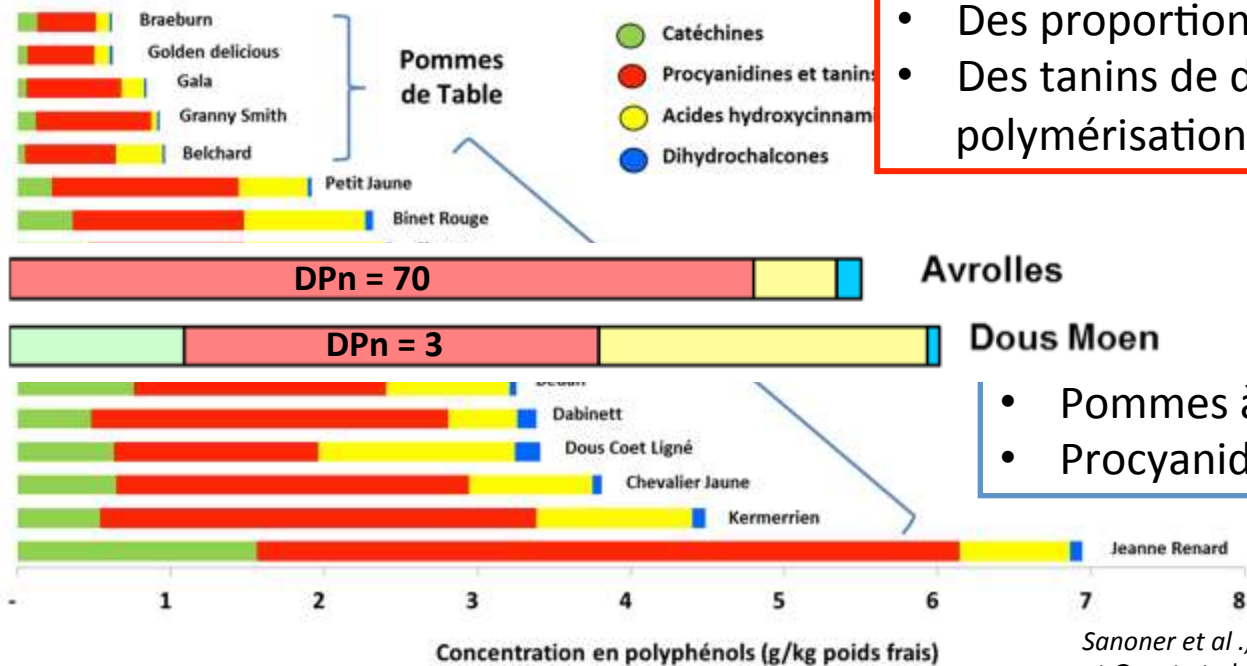 Braeburn
Golden delicious
Gala
Granny Smith
Belchard
Pommes
de Table
Catéchines
Procyanidines et tanins
Acides hydroxycinnami
Dihydrochalcones
• Des proportion
• Des tanins de d
polymérisation
Petit Jaune
Binet Rouge
DPn = 70
Avrolles
DPn = 3
Dous Moen
Dabinett
Dous Coet Ligné
Chevalier Jaune
Kermerrien
Jeanne Renard
• Pommes à
• Procyanid
- 1 2 3 4 5 6 7 8
Concentration en polyphénols (g/kg poids frais)
Sanoner et al .,